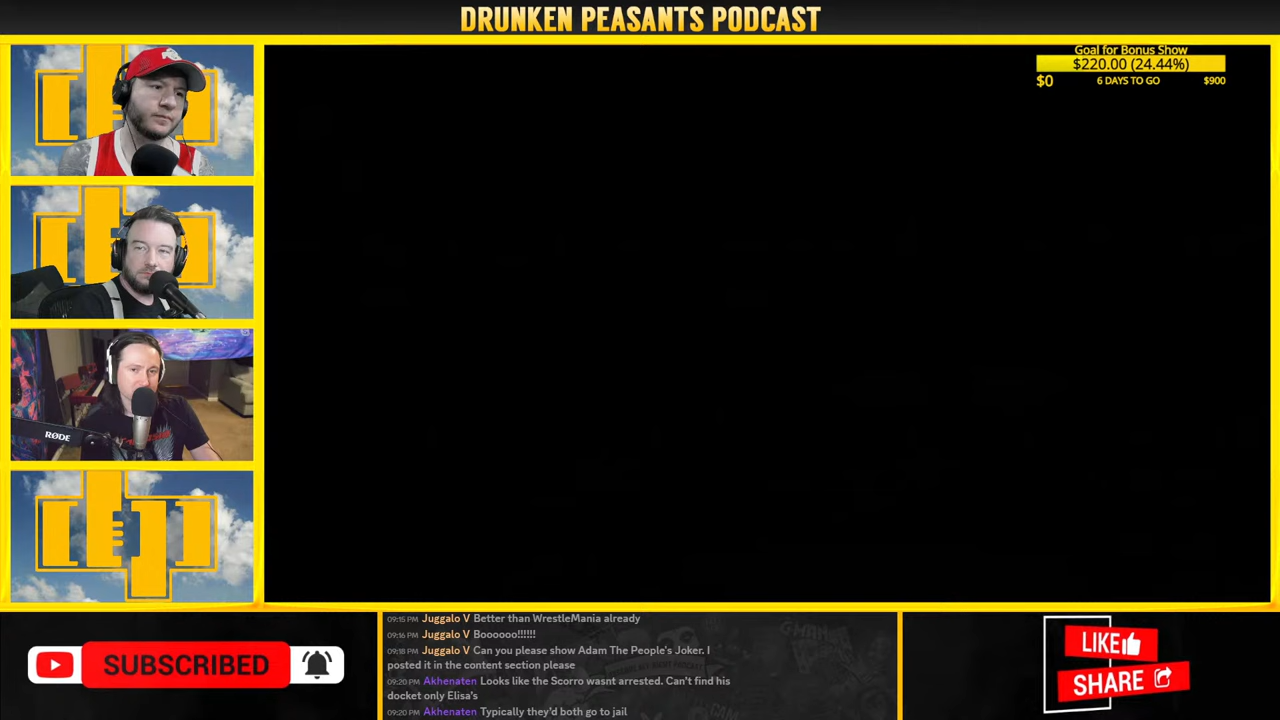 DRUNKEN PEASANTS PODCAST
Goal for Bonus Show
$220.00 (24.44%)
$0 6 DAYS TO GO $900
RØDE
09:15 PM Juggalo V Better than WrestleMania already
09:16 PM Juggalo V Boooooo!!!!!!
09:18 PM Juggalo V Can you please show Adam The People's Joker. I
posted it in the content section please
09:20 PM Akhenaten Looks like the Scorro wasnt arrested. Can't find his
docket only Elisa's
09:20 PM Akhenaten Typically they'd both go to jail
SUBSCRIBED
LIKE
SHARE